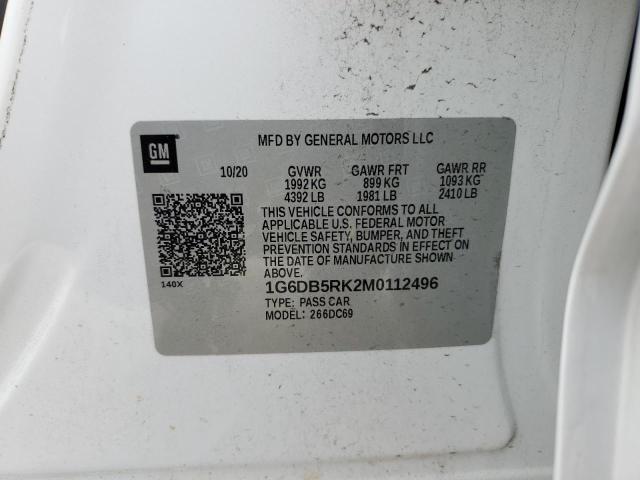 GM
MFD BY GENERAL MOTORS LLC
10/20 GVWR GAWR FRT GAWR RR
1992 KG 899 KG 1093 KG
4392 LB 1981 LB 2410 LB
THIS VEHICLE CONFORMS TO ALL
APPLICABLE U.S. FEDERAL MOTOR
VEHICLE SAFETY, BUMPER, AND THEFT
PREVENTION STANDARDS IN EFFECT ON
THE DATE OF MANUFACTURE SHOWN
ABOVE.
140X
1G6DB5RK2M0112496
TYPE: PASS CAR
MODEL: 266DC69